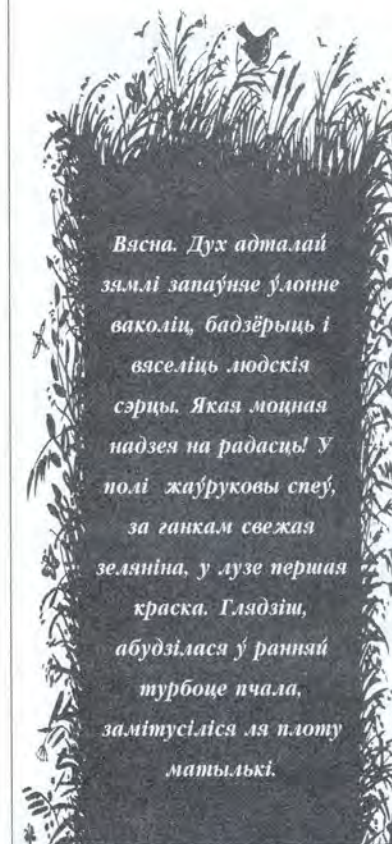 Вясна. Дух адталай
зямлі запаўняе ўлонне
ваколіц, бадзёрыць і
вяселіць людскія
сэрцы. Якая моцная
надзея на радасць! У
полі жаўруковы спеў,
за ганкам свежая
зеляніна, у лузе першая
краска. Глядзіш,
абудзілася ў ранняй
турбоце пчала,
замітусіліся ля плоту
матылькі.